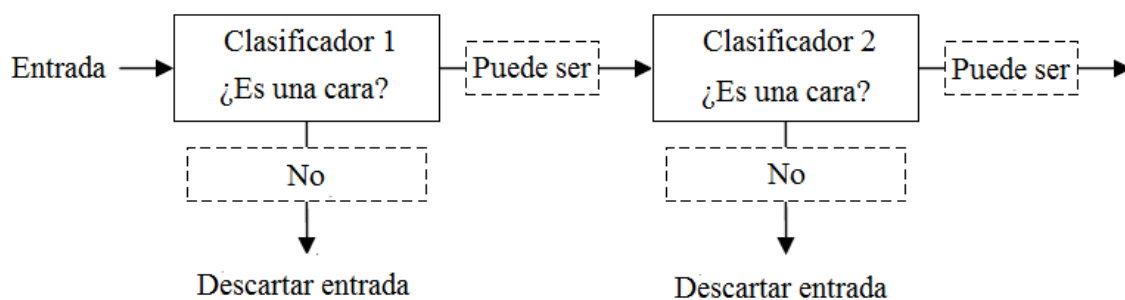 Entrada
Clasificador 1
¿Es una cara?
Puede ser
Clasificador 2
¿Es una cara?
Puede ser
No
No
Descartar entrada
Descartar entrada